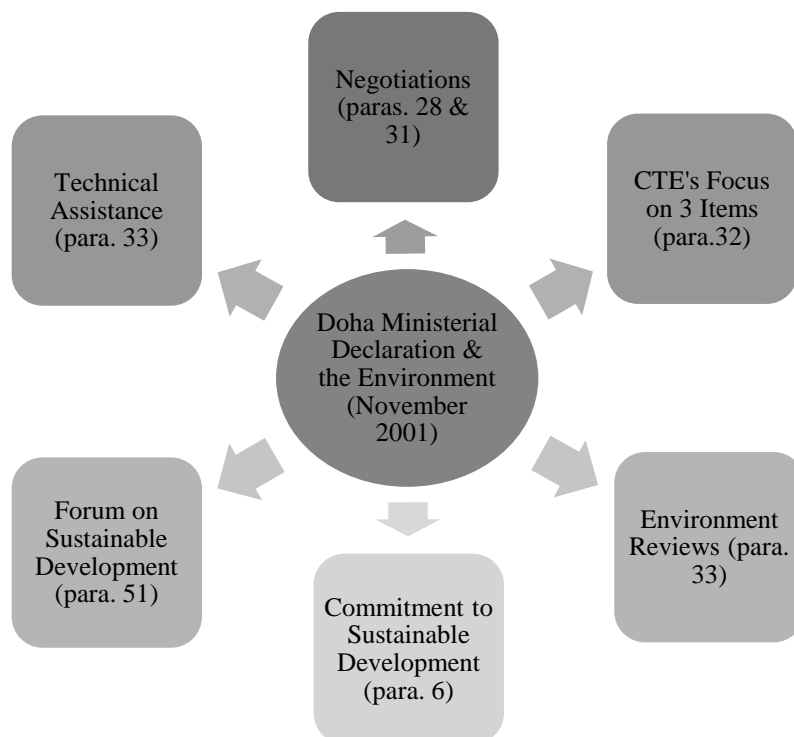 Negotiations
(paras. 28 &
31)
CTE's Focus
on 3 Items
(para.32)
Environment
Reviews (para.
33)
Commitment to
Sustainable
Development
(para. 6)
Forum on
Sustainable
Development
(para. 51)
Technical
Assistance
(para. 33)
Doha Ministerial
Declaration &
the Environment
(November
2001)